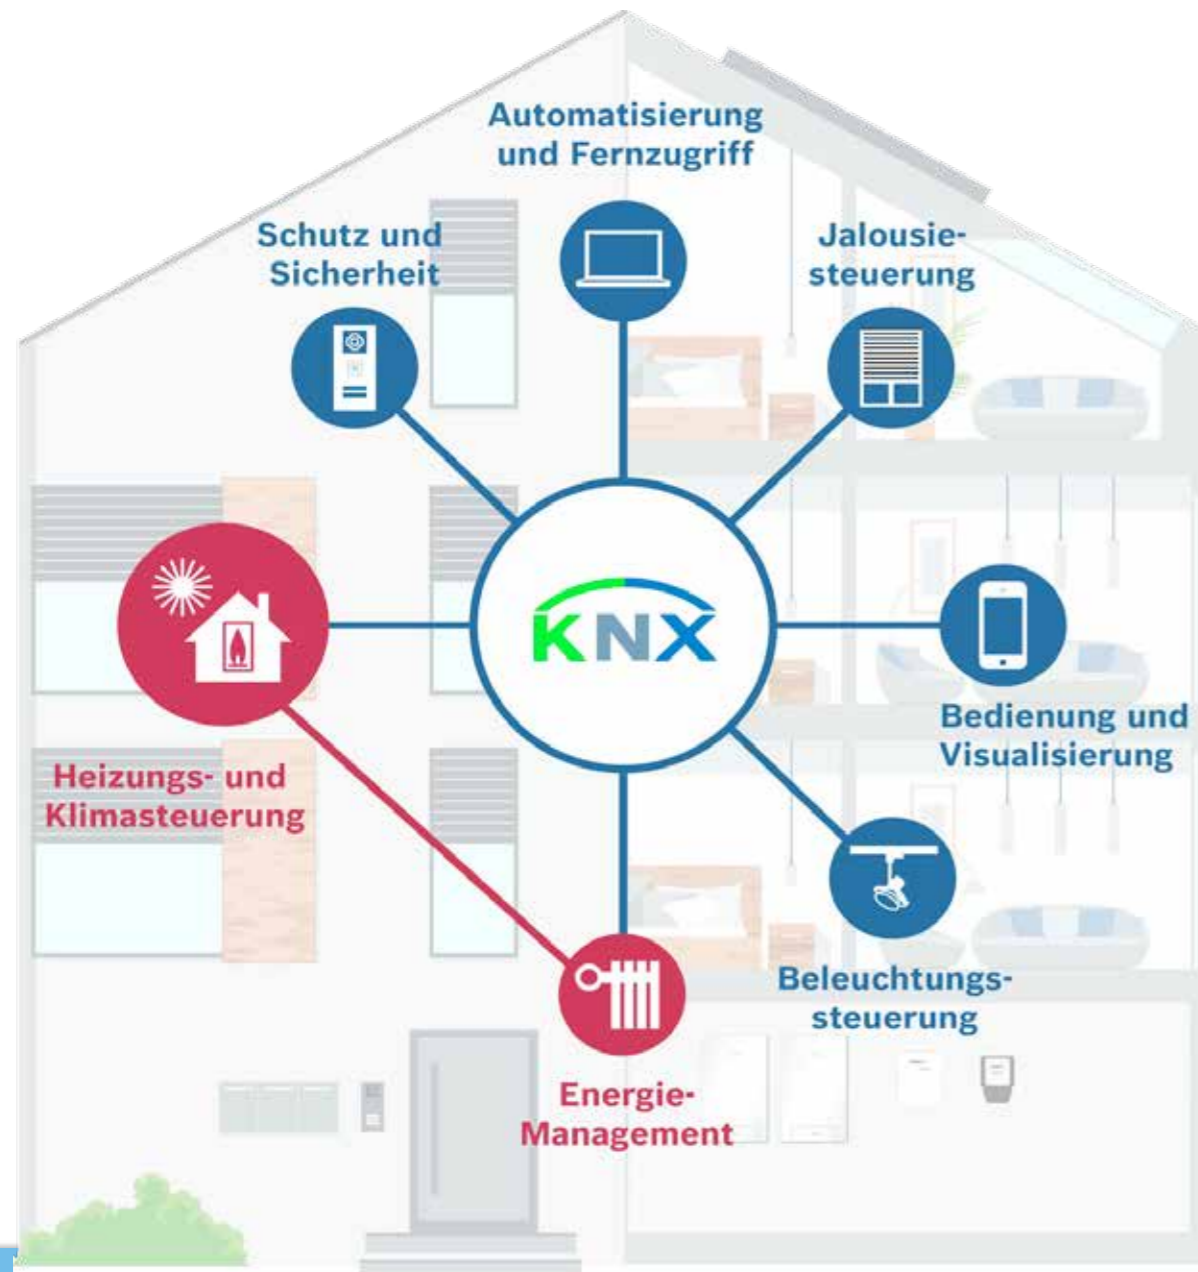 Automatisierung
und Fernzugriff
Schutz und
Sicherheit
Jalousie-
steuerung
KNX
Bedienung und
Visualisierung
Heizungs- und
Klimasteuerung
Beleuchtungs-
steuerung
Energie-
Management